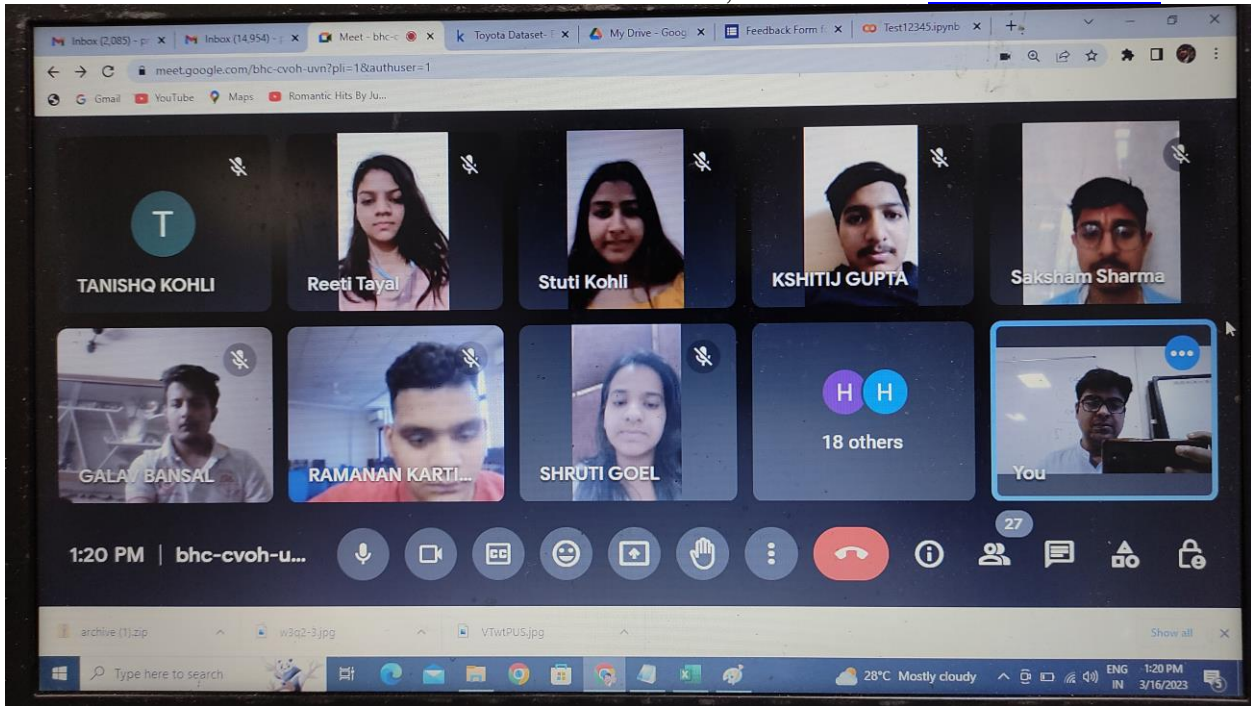 Inbox (2,085) - p
Inbox (14,954) - g
Meet - bhc-c
k Toyota Dataset- F
My Drive - Goog
Feedback Form f
Test12345.ipynb
meet.google.com/bhc-cvoh-uvn?pli=1&authuser=1
Gmail
YouTube
Maps
Romantic Hits By Ju...
T
TANISHQ KOHLI
Reeti Tayal
Stuti Kohli
KSHITIJ GUPTA
Saksham Sharma
GALAV BANSAL
RAMANAN KARTI...
SHRUTI GOEL
H H
18 others
You
27
1:20 PM | bhc-cvoh-u...
CC
archive (1).zip
w3q2-3.jpg
VTwtPUS.jpg
Show all
Type here to search
28°C Mostly cloudy
ENG
IN
1:20 PM
3/16/2023
5